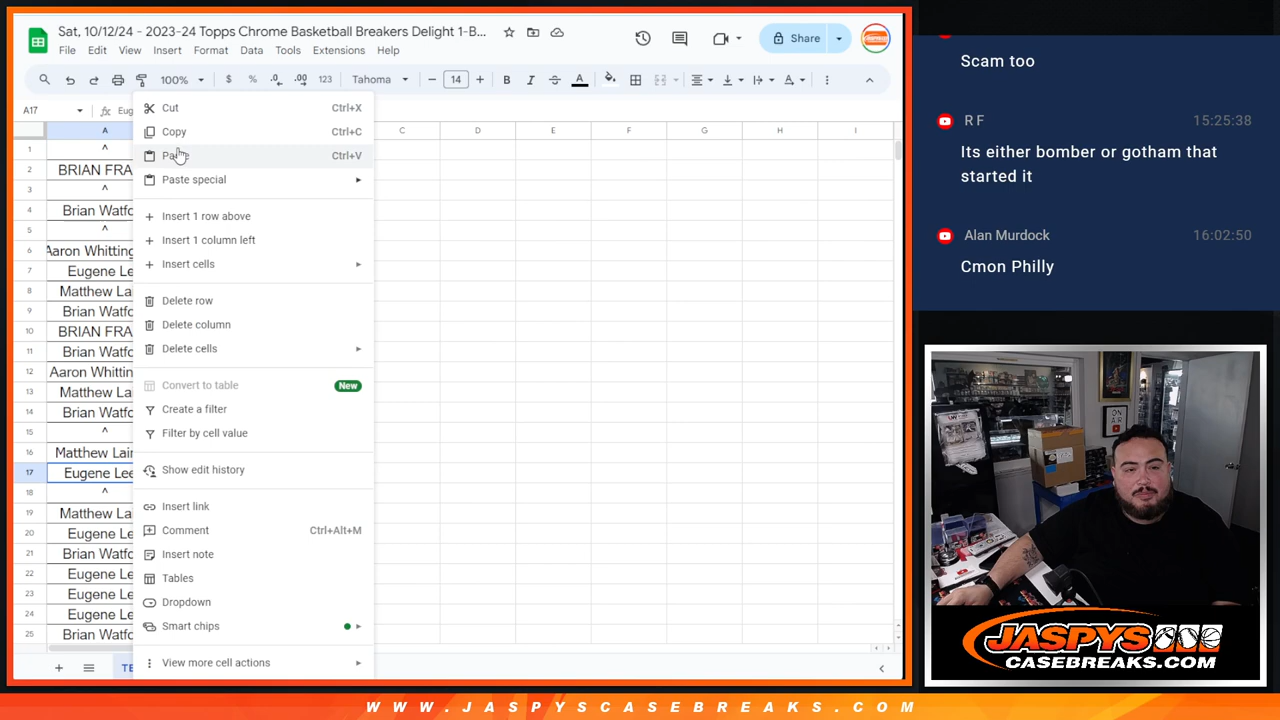 Sat, 10/12/24 - 2023-24 Topps Chrome Basketball Breakers Delight 1-B...
File Edit View Insert Format Data Tools Extensions Help
Share
100% $ % .0 .00 123 Tahoma 14 B I A
A17 fx Eug
A C D E F G H I
1 ^
2 BRIAN FRA
3 ^
4 Brian Watfo
5 ^
6 Aaron Whitting
7 Eugene Le
8 Matthew La
9 Brian Watfo
10 BRIAN FRA
11 Brian Watfo
12 Aaron Whittin
13 Matthew La
14 Brian Watfo
15 ^
16 Matthew Lai
17 Eugene Lee
18 ^
19 Matthew La
20 Eugene Le
21 Brian Watfo
22 Eugene Le
23 Eugene Le
24 Eugene Le
25 Brian Watfo
Cut Ctrl+X
Copy Ctrl+C
Paste Ctrl+V
Paste special
Insert 1 row above
Insert 1 column left
Insert cells
Delete row
Delete column
Delete cells
Convert to table New
Create a filter
Filter by cell value
Show edit history
Insert link
Comment Ctrl+Alt+M
Insert note
Tables
Dropdown
Smart chips
View more cell actions
TE
Scam too
R F 15:25:38
Its either bomber or gotham that
started it
Alan Murdock 16:02:50
Cmon Philly
ON
AIR
JASPYS
CASEBREAKS.COM
WWW.JASPYSCASEBREAKS.COM